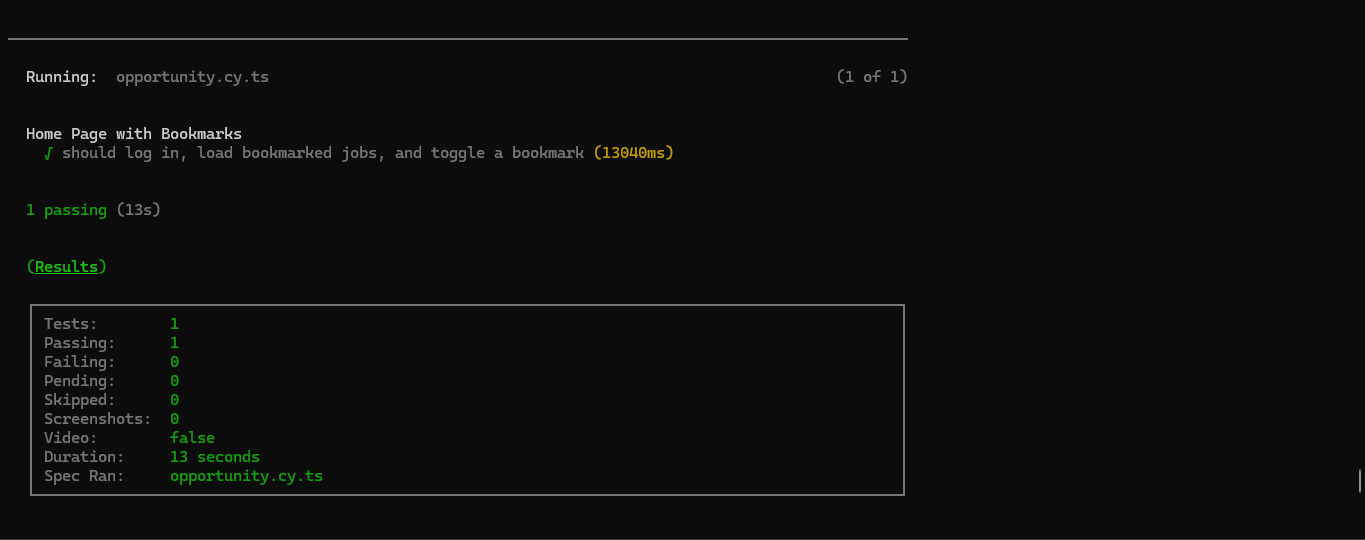 Running: opportunity.cy.ts (1 of 1)
Home Page with Bookmarks
√ should log in, load bookmarked jobs, and toggle a bookmark (13040ms)
1 passing (13s)
(Results)
Tests: 1
Passing: 1
Failing: 0
Pending: 0
Skipped: 0
Screenshots: 0
Video: false
Duration: 13 seconds
Spec Ran: opportunity.cy.ts